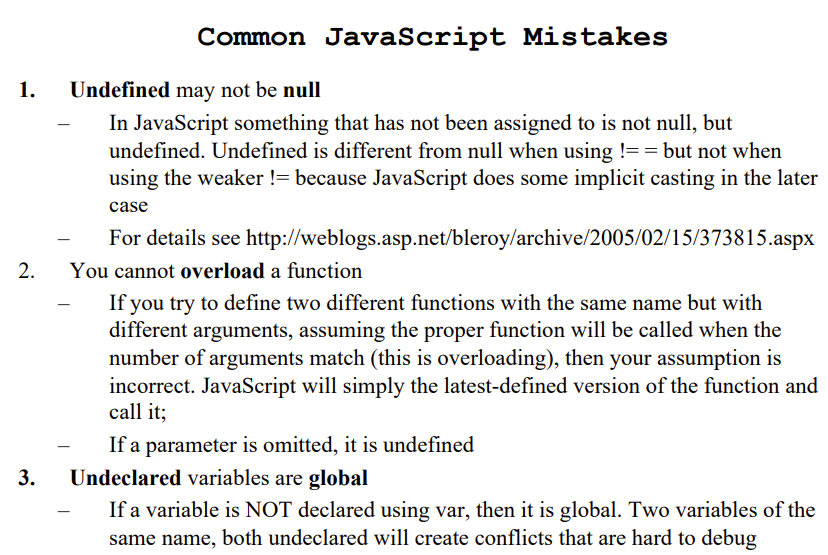 Common JavaScript Mistakes
1. Undefined may not be null
– In JavaScript something that has not been assigned to is not null, but
undefined. Undefined is different from null when using != = but not when
using the weaker != because JavaScript does some implicit casting in the later
case
– For details see http://weblogs.asp.net/bleroy/archive/2005/02/15/373815.aspx
2. You cannot overload a function
– If you try to define two different functions with the same name but with
different arguments, assuming the proper function will be called when the
number of arguments match (this is overloading), then your assumption is
incorrect. JavaScript will simply the latest-defined version of the function and
call it;
– If a parameter is omitted, it is undefined
3. Undeclared variables are global
– If a variable is NOT declared using var, then it is global. Two variables of the
same name, both undeclared will create conflicts that are hard to debug